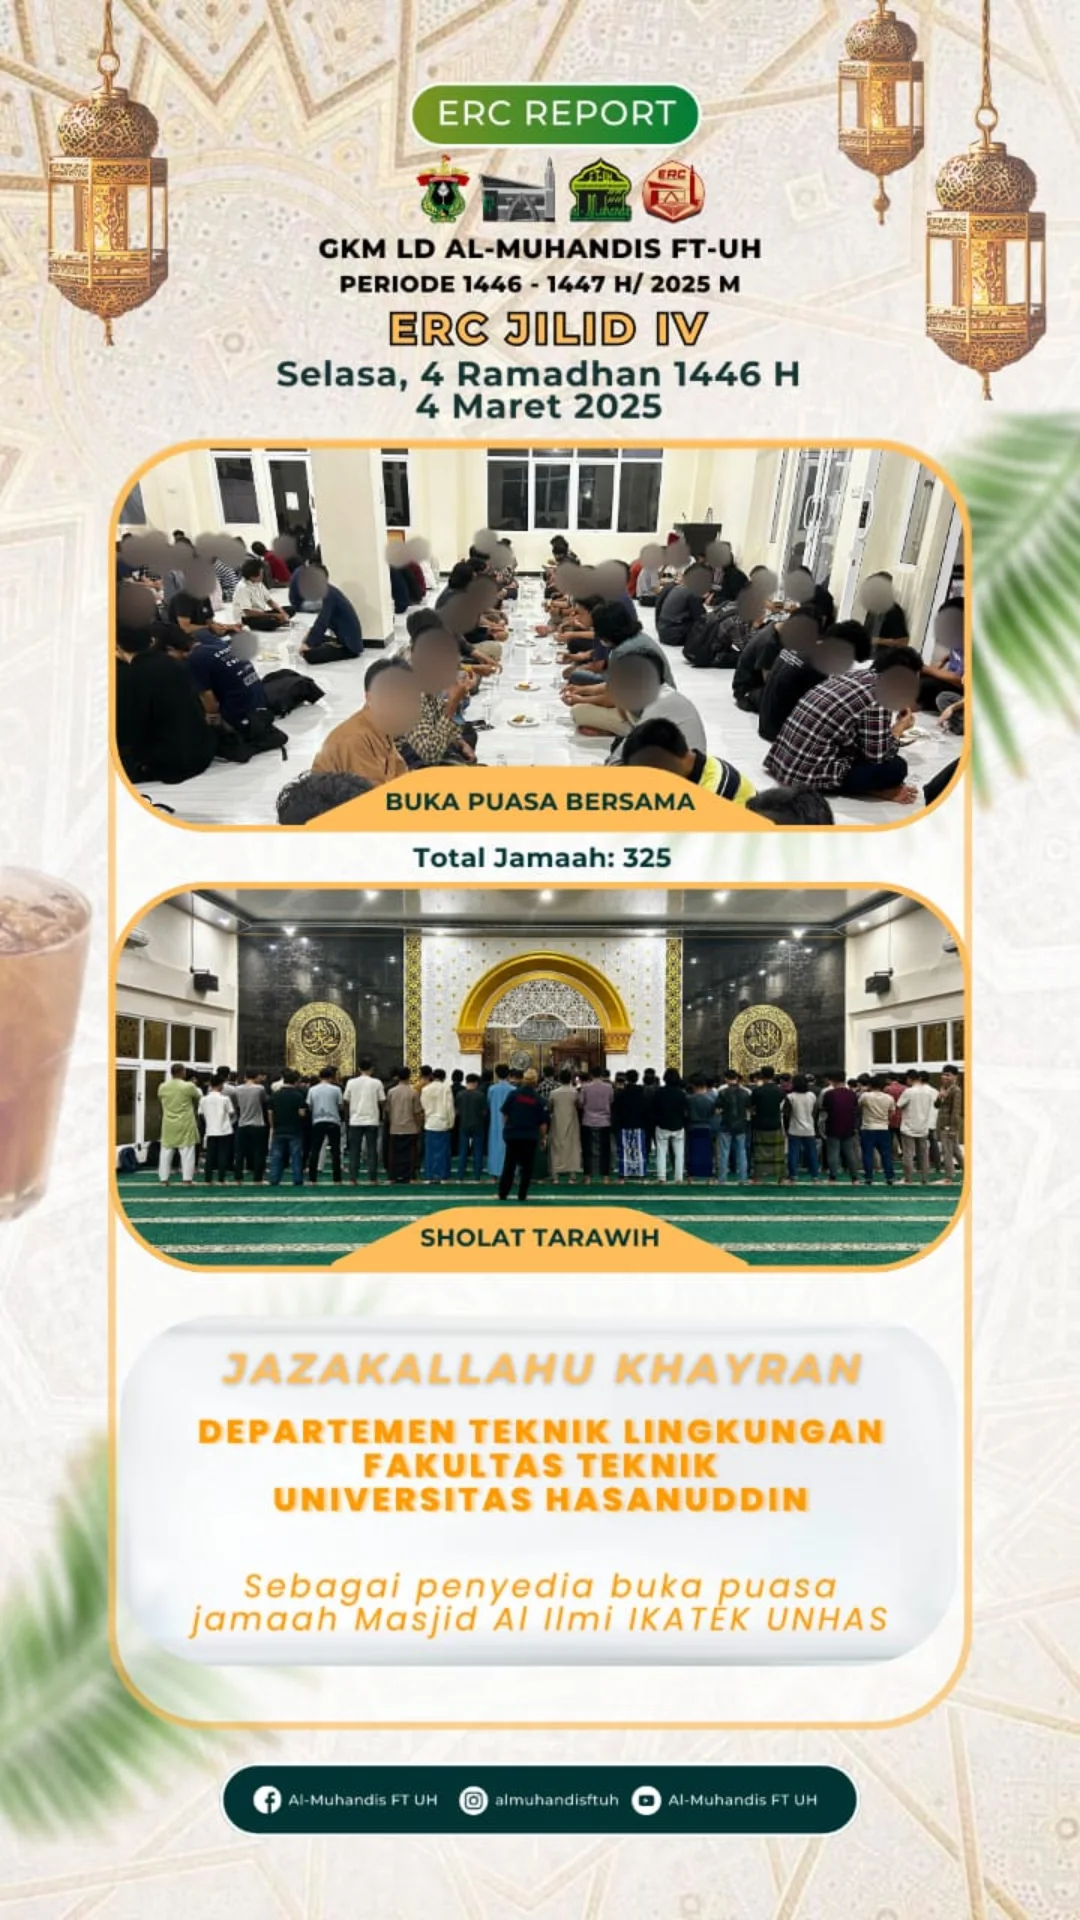 ERC REPORT
ERC
GKM LD AL-MUHANDIS FT-UH
PERIODE 1446 - 1447 H/ 2025 M
ERC JILID IV
Selasa, 4 Ramadhan 1446 H
4 Maret 2025
BUKA PUASA BERSAMA
Total Jamaah: 325
SHOLAT TARAWIH
JAZAKALLAHU KHAYRAN
DEPARTEMEN TEKNIK LINGKUNGAN
FAKULTAS TEKNIK
UNIVERSITAS HASANUDDIN
Sebagai penyedia buka puasa
jamaah Masjid Al Ilmi IKATEK UNHAS
Al-Muhandis FT UH almuhandisftuh Al-Muhandis FT UH